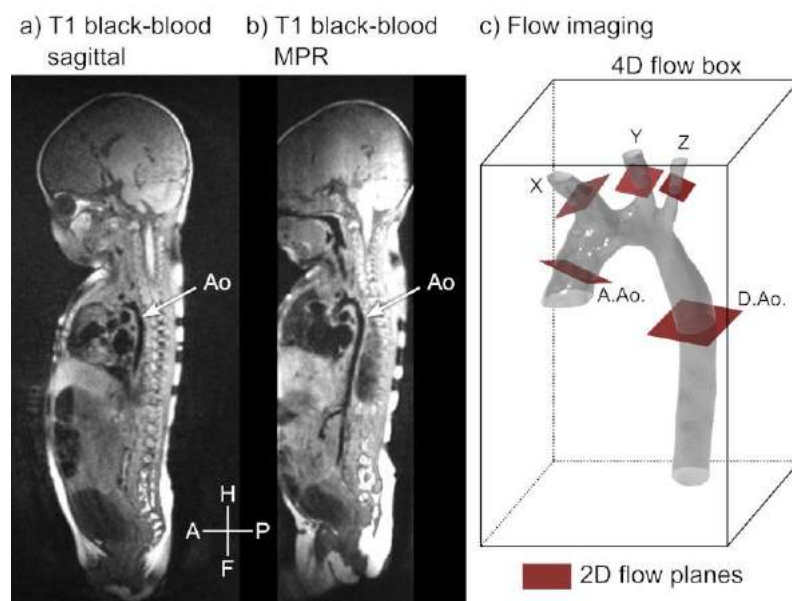 a) T1 black-blood
sagittal
b) T1 black-blood
MPR
c) Flow imaging
4D flow box
Y
Z
X
Ao
Ao
A.Ao.
D.Ao.
H
A
P
F
2D flow planes